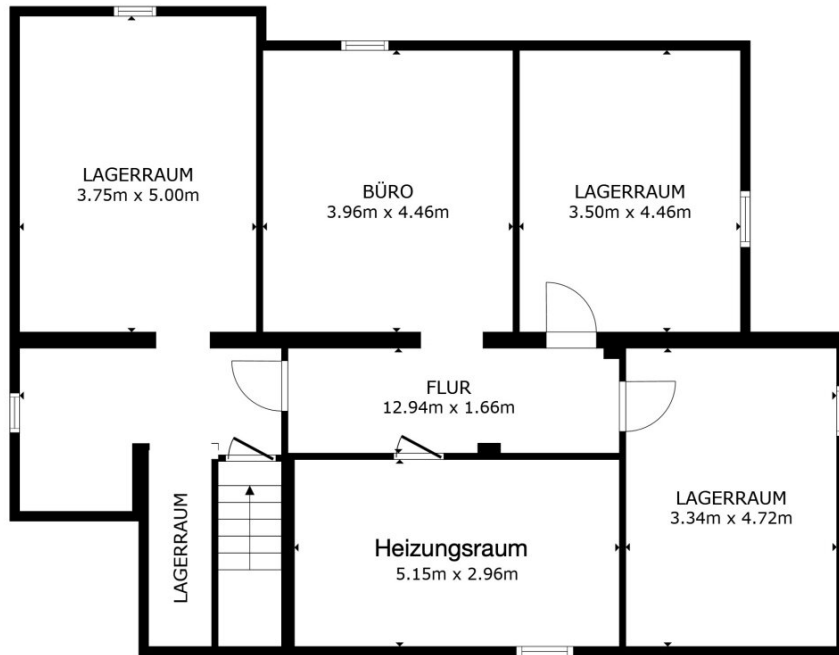 LAGERRAUM
3.75m x 5.00m
BÜRO
3.96m x 4.46m
LAGERRAUM
3.50m x 4.46m
FLUR
12.94m x 1.66m
LAGERRAUM
3.34m x 4.72m
Heizungsraum
5.15m x 2.96m
LAGERRAUM